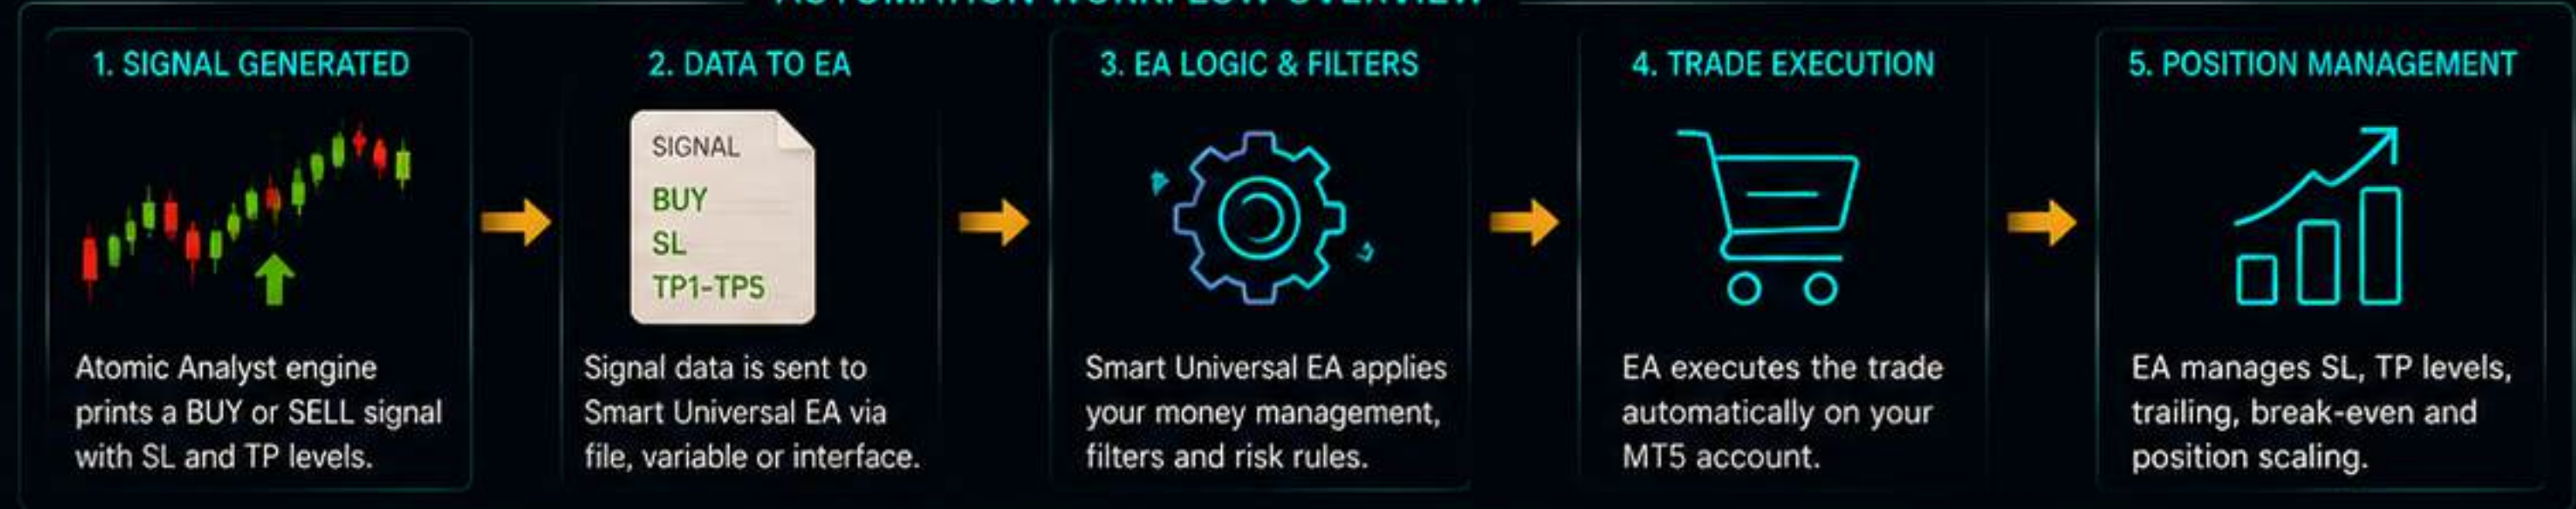 AUTOMATION WORKFLOW OVERVIEW
1. SIGNAL GENERATED
Atomic Analyst engine
prints a BUY or SELL signal
with SL and TP levels.
2. DATA TO EA
SIGNAL
BUY
SL
TP1-TP5
Signal data is sent to
Smart Universal EA via
file, variable or interface.
3. EA LOGIC & FILTERS
Smart Universal EA applies
your money management,
filters and risk rules.
4. TRADE EXECUTION
EA executes the trade
automatically on your
MT5 account.
5. POSITION MANAGEMENT
EA manages SL, TP levels,
trailing, break-even and
position scaling.